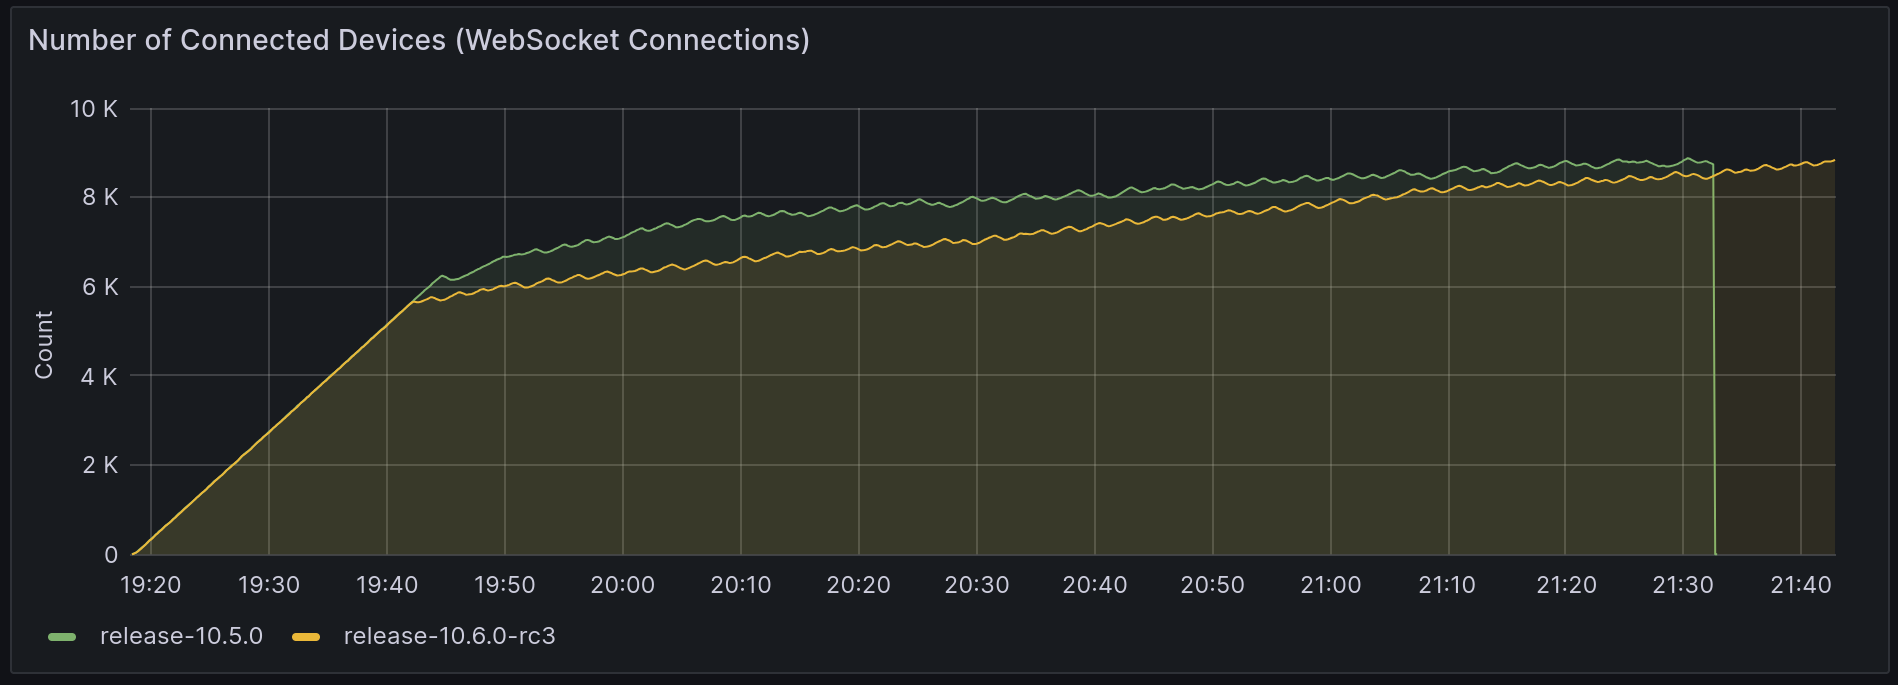 Number of Connected Devices (WebSocket Connections)
10 K
8 K
6 K
4 K
2 K
0
Count
19:20 19:30 19:40 19:50 20:00 20:10 20:20 20:30 20:40 20:50 21:00 21:10 21:20 21:30 21:40
release-10.5.0 release-10.6.0-rc3